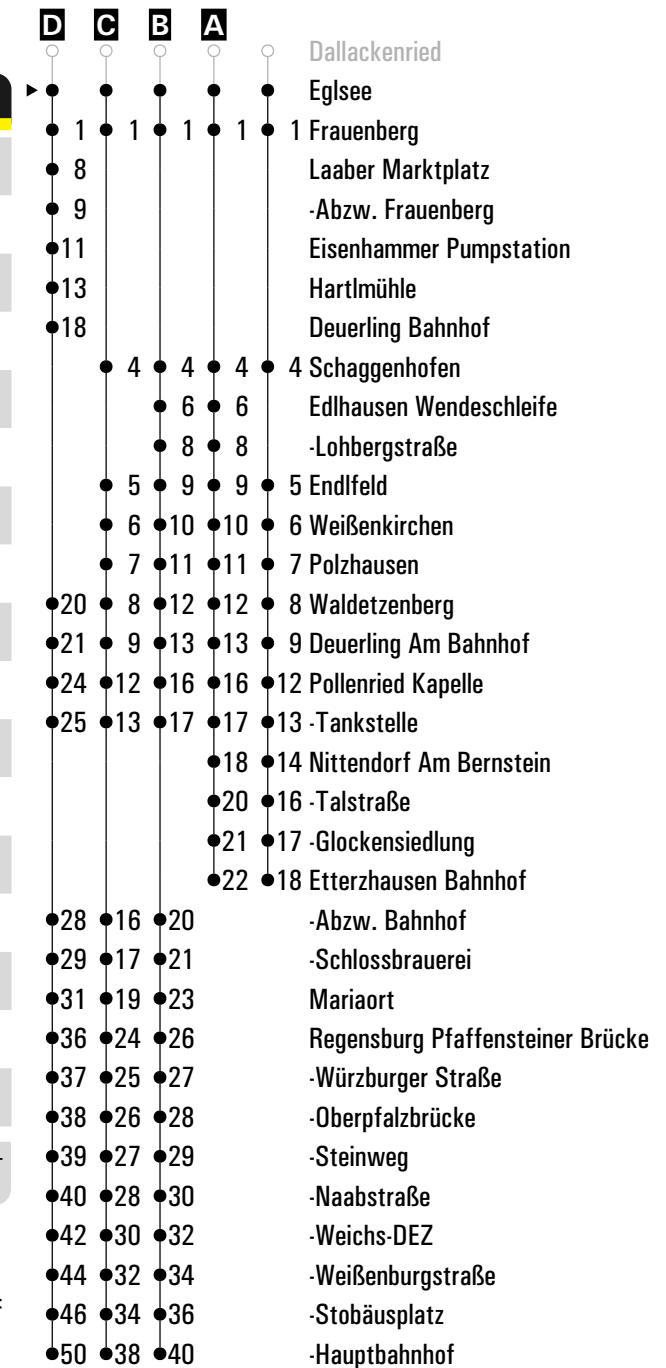 D C B A
Dallackenried
Eglsee
1 1 1 1 1 Frauenberg
8 Laaber Marktplatz
9 -Abzw. Frauenberg
11 Eisenhammer Pumpstation
13 Hartlmühle
18 Deuerling Bahnhof
4 4 4 4 Schaggenhofen
6 6 Edlhausen Wendeschleife
8 8 -Lohbergstraße
5 9 9 5 Endlfeld
6 10 10 6 Weißenkirchen
7 11 11 7 Polzhausen
20 8 12 12 8 Waldetzenberg
21 9 13 13 9 Deuerling Am Bahnhof
24 12 16 16 12 Pollenried Kapelle
25 13 17 17 13 -Tankstelle
18 14 Nittendorf Am Bernstein
20 16 -Talstraße
21 17 -Glockensiedlung
22 18 Etterzhausen Bahnhof
28 16 20 -Abzw. Bahnhof
29 17 21 -Schlossbrauerei
31 19 23 Mariaort
36 24 26 Regensburg Pfaffensteiner Brücke
37 25 27 -Würzburger Straße
38 26 28 -Oberpfalzbrücke
39 27 29 -Steinweg
40 28 30 -Naabstraße
42 30 32 -Weichs-DEZ
44 32 34 -Weißenburgstraße
46 34 36 -Stobäusplatz
50 38 40 -Hauptbahnhof